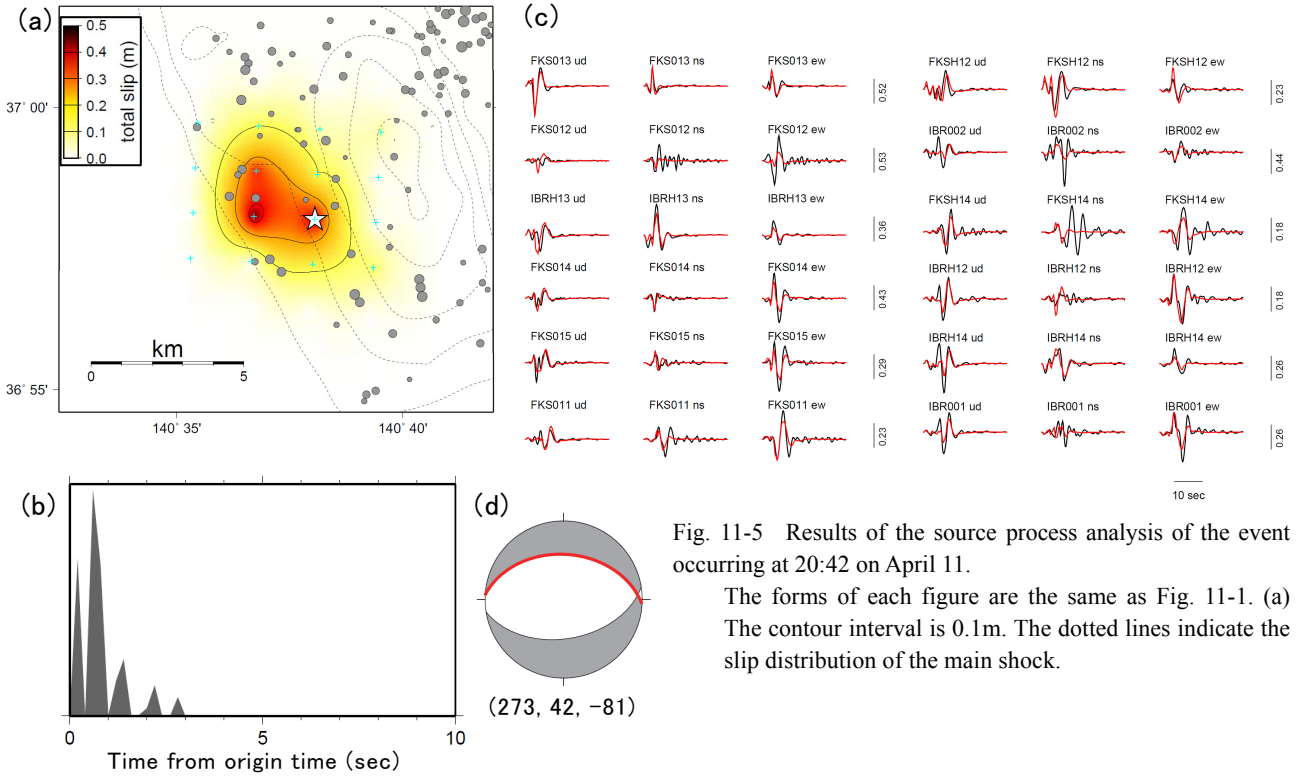 (a)
0.5
0.4
0.3
0.2
0.1
0.0
total slip (m)
37° 00'
36° 55'
km
0 5
140° 35' 140° 40'
(b)
0 5 10
Time from origin time (sec)
(c)
FKS013 ud FKS013 ns FKS013 ew 0.52
FKS012 ud FKS012 ns FKS012 ew 0.53
IBRH13 ud IBRH13 ns IBRH13 ew 0.36
FKS014 ud FKS014 ns FKS014 ew 0.43
FKS015 ud FKS015 ns FKS015 ew 0.29
FKS011 ud FKS011 ns FKS011 ew 0.23
FKSH12 ud FKSH12 ns FKSH12 ew 0.23
IBR002 ud IBR002 ns IBR002 ew 0.44
FKSH14 ud FKSH14 ns FKSH14 ew 0.18
IBRH12 ud IBRH12 ns IBRH12 ew 0.18
IBRH14 ud IBRH14 ns IBRH14 ew 0.26
IBR001 ud IBR001 ns IBR001 ew 0.26
10 sec
(d)
(273, 42, -81)
Fig. 11-5 Results of the source process analysis of the event
occurring at 20:42 on April 11.
The forms of each figure are the same as Fig. 11-1. (a)
The contour interval is 0.1m. The dotted lines indicate the
slip distribution of the main shock.